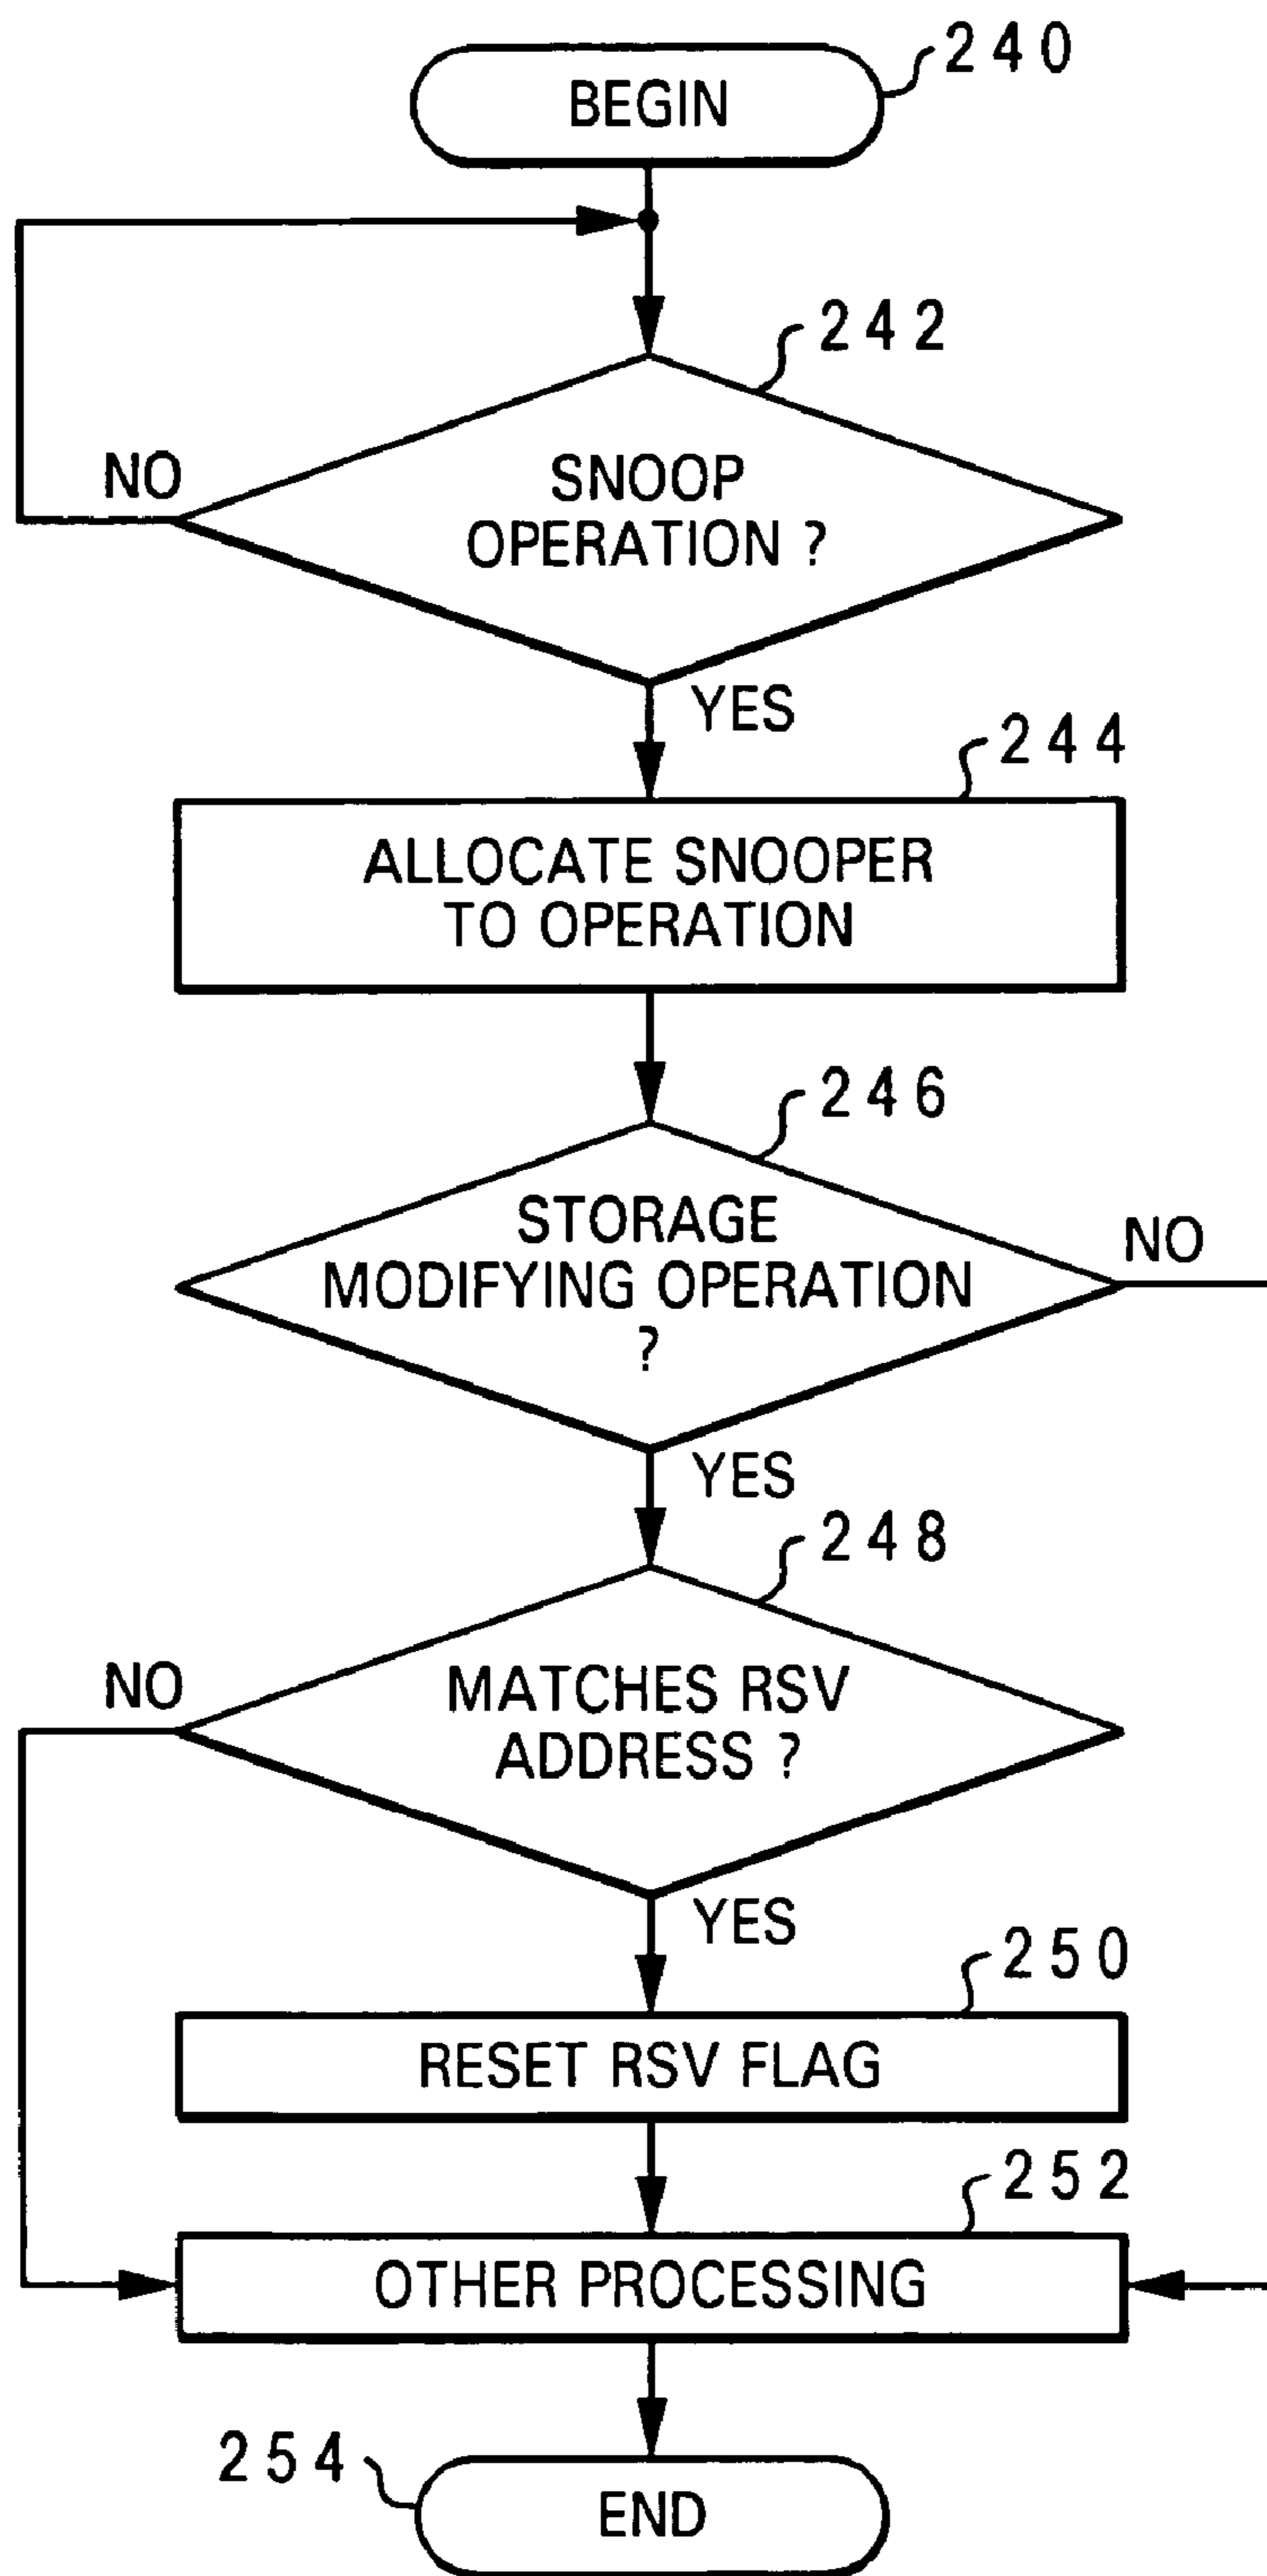 240
BEGIN
242
NO
SNOOP
OPERATION ?
YES
244
ALLOCATE SNOOPER
TO OPERATION
246
STORAGE
MODIFYING OPERATION
?
NO
YES
248
NO
MATCHES RSV
ADDRESS ?
YES
250
RESET RSV FLAG
252
OTHER PROCESSING
254
END